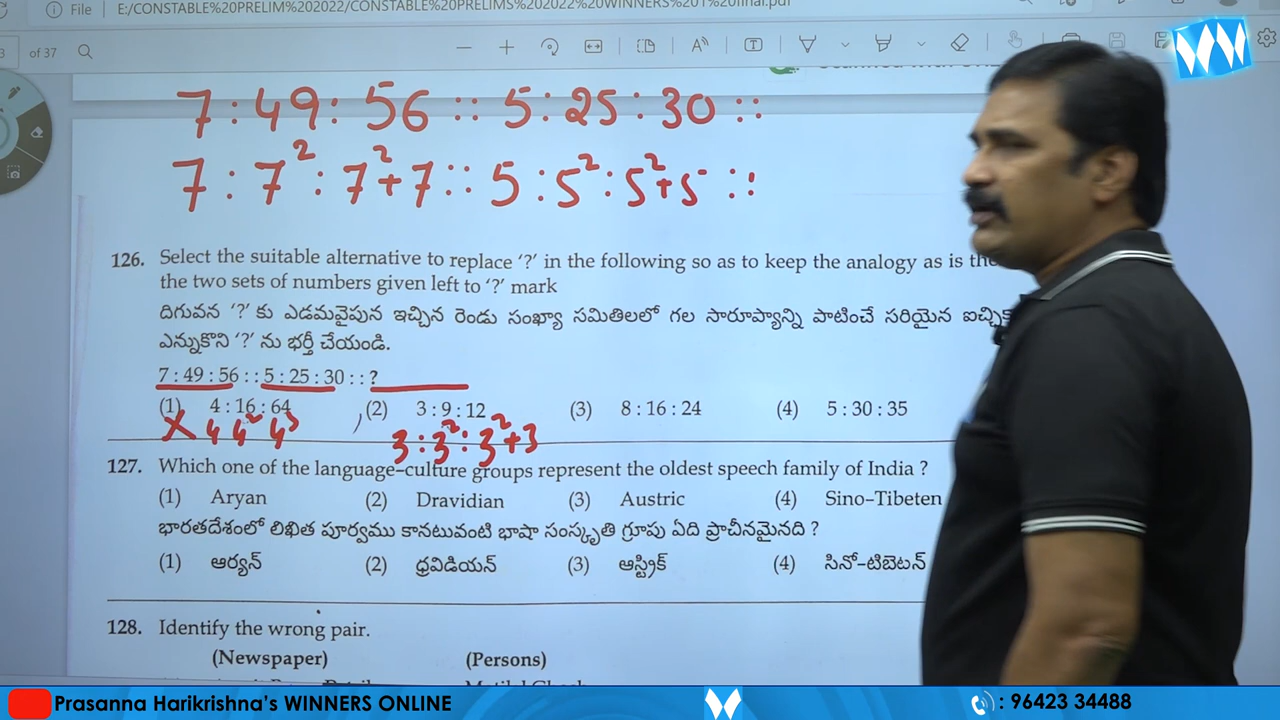 File
E:/CONSTABLE%20PRELIM%202022/CONSTABLE%20PRELIMS%202022%20WINNERS%201%20final.pdf
of 37
7 : 49 : 56 :: 5 : 25 : 30 ::
7 : 7² : 7²+7 :: 5 : 5² : 5²+5 ::
126. Select the suitable alternative to replace '?' in the following so as to keep the analogy as is
the two sets of numbers given left to '?' mark
దిగువన '?' కు ఎడమవైపున ఇచ్చిన రెండు సంఖ్యా సమితిలలో గల సారూప్యాన్ని పాటించే సరియైన
ఎన్నుకొని '?' ను భర్తీ చేయండి.
7 : 49 : 56 : : 5 : 25 : 30 : : ?
(1) 4 : 16 : 64 (2) 3 : 9 : 12 (3) 8 : 16 : 24 (4) 5 : 30 : 35
X 4 4² 4³ 3 : 3² : 3²+3
127. Which one of the language-culture groups represent the oldest speech family of India ?
(1) Aryan (2) Dravidian (3) Austric (4) Sino-Tibeten
భారతదేశంలో లిఖిత పూర్వము కానటువంటి భాషా సంస్కృతి గ్రూపు ఏది ప్రాచీనమైనది ?
(1) ఆర్యన్ (2) ధ్రవిడియన్ (3) ఆస్ట్రిక్ (4) సినో-టిబెటన్
128. Identify the wrong pair.
(Newspaper) (Persons)
Prasanna Harikrishna's WINNERS ONLINE
: 96423 34488